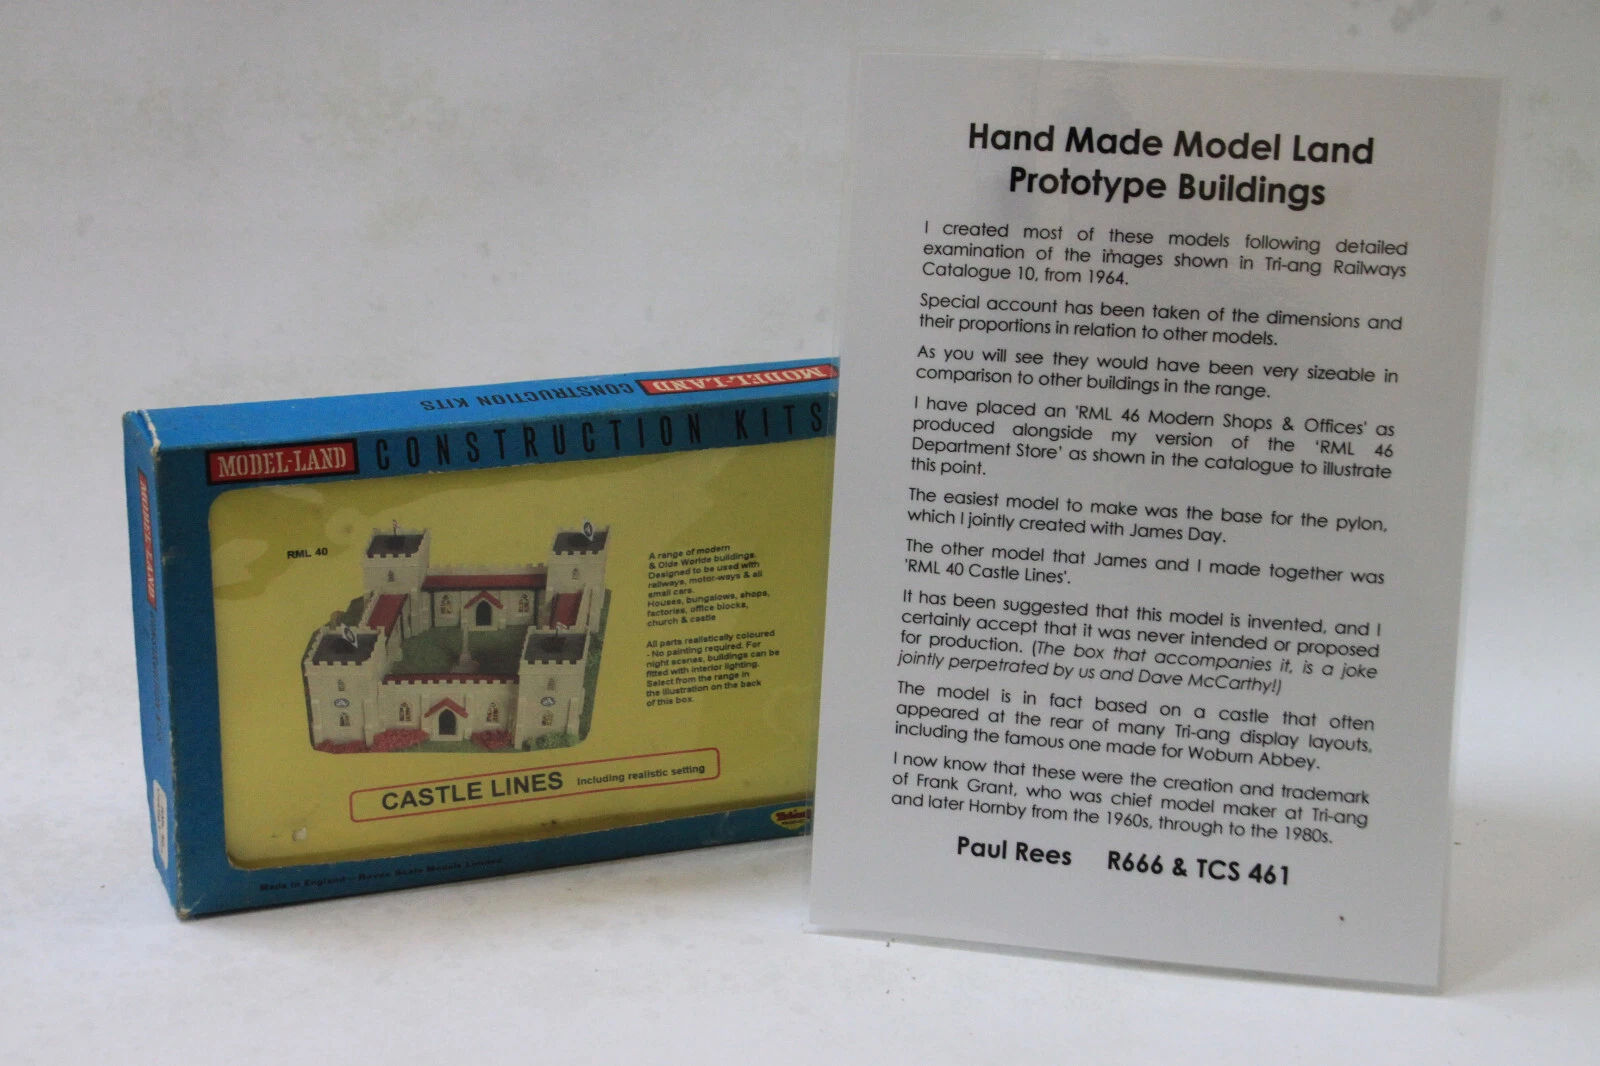 MODEL-LAND CONSTRUCTION KITS
MODEL-LAND CONSTRUCTION KITS
MODEL-LAND
RML 40
A range of modern
& Olde Worlde buildings.
Designed to be used with
railways, motor-ways & all
small cars.
Houses, bungalows, shops,
factories, office blocks,
church & castle
All parts realistically coloured
- No painting required. For
night scenes, buildings can be
fitted with interior lighting.
Select from the range in
the illustration on the back
of this box.
CASTLE LINES Including realistic setting
Made in England—Rovex Scale Models Limited
Hand Made Model Land
Prototype Buildings
I created most of these models following detailed
examination of the images shown in Tri-ang Railways
Catalogue 10, from 1964.
Special account has been taken of the dimensions and
their proportions in relation to other models.
As you will see they would have been very sizeable in
comparison to other buildings in the range.
I have placed an 'RML 46 Modern Shops & Offices' as
produced alongside my version of the 'RML 46
Department Store' as shown in the catalogue to illustrate
this point.
The easiest model to make was the base for the pylon,
which I jointly created with James Day.
The other model that James and I made together was
'RML 40 Castle Lines'.
It has been suggested that this model is invented, and I
certainly accept that it was never intended or proposed
for production. (The box that accompanies it, is a joke
jointly perpetrated by us and Dave McCarthy!)
The model is in fact based on a castle that often
appeared at the rear of many Tri-ang display layouts,
including the famous one made for Woburn Abbey.
I now know that these were the creation and trademark
of Frank Grant, who was chief model maker at Tri-ang
and later Hornby from the 1960s, through to the 1980s.
Paul Rees R666 & TCS 461